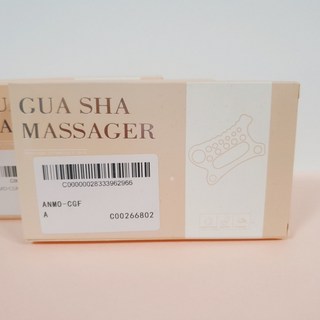 GUA SHA
MASSAGER
C00000028333962966
ANMO-CGF
A C00266802